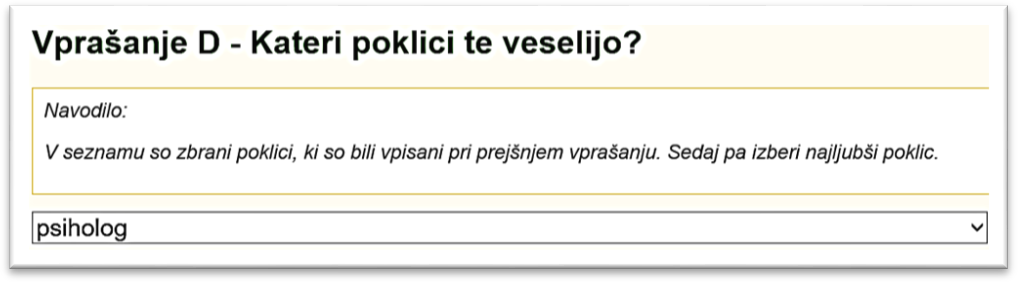 Vprašanje D - Kateri poklici te veselijo?
Navodilo:
V seznamu so zbrani poklici, ki so bili vpisani pri prejšnjem vprašanju. Sedaj pa izberi najljubši poklic.
psiholog